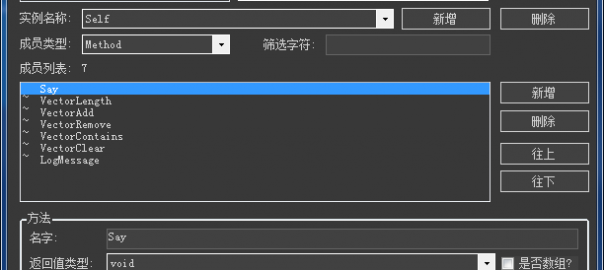 实例名称: Self 新增 删除
成员类型: Method 筛选字符:
成员列表: 7
~ Say
~ VectorLength
~ VectorAdd
~ VectorRemove
~ VectorContains
~ VectorClear
~ LogMessage
新增
删除
往上
往下
方法
名字: Say
返回值类型: void 是否数组?